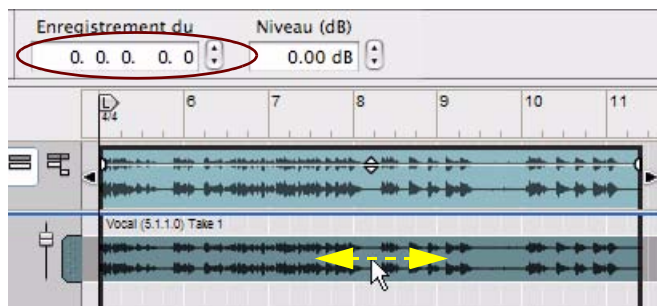 Enregistrement du Niveau (dB)
0. 0. 0. 0. 0 0.00 dB
L 6 7 8 9 10 11
4/4
Vocal (5.1.1.0) Take 1